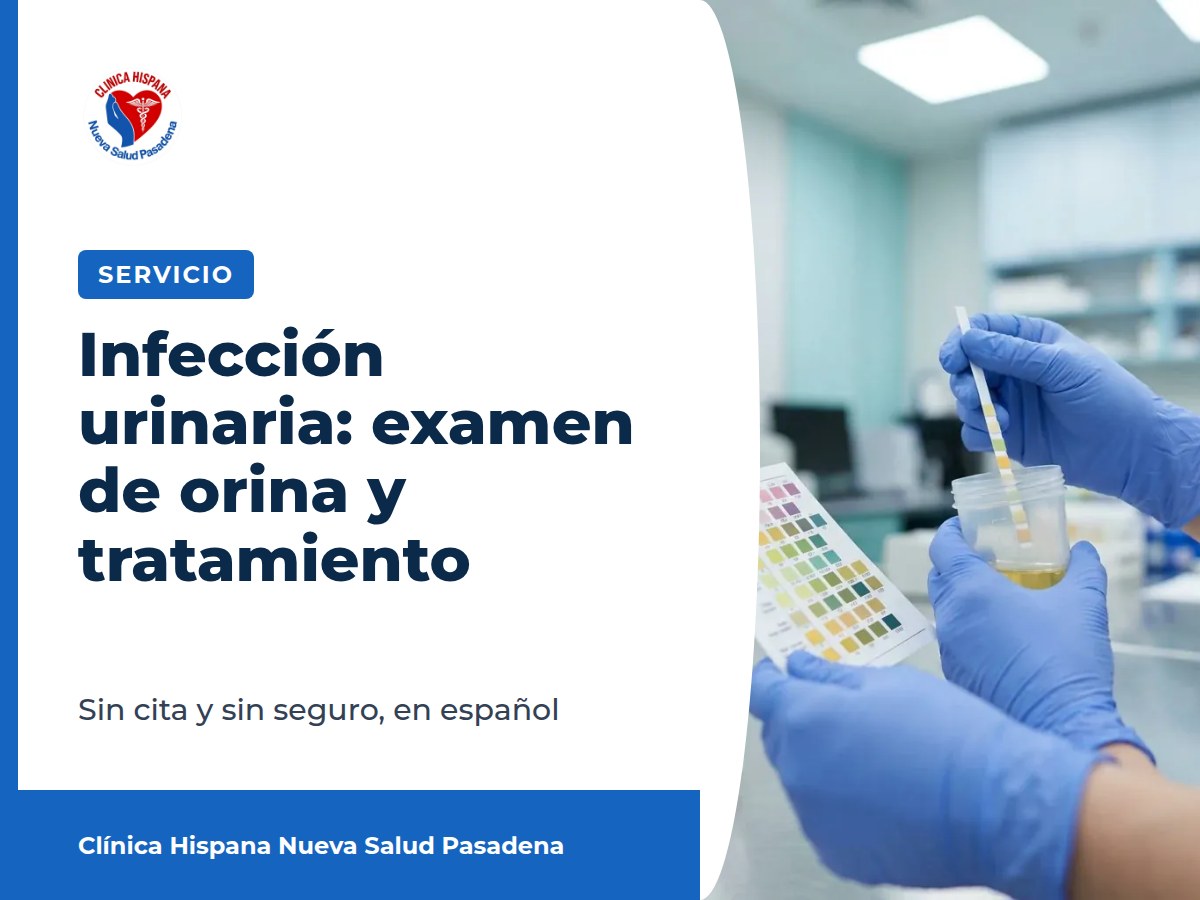 CLINICA HISPANA
Nueva Salud Pasadena
SERVICIO
Infección
urinaria: examen
de orina y
tratamiento
Sin cita y sin seguro, en español
Clínica Hispana Nueva Salud Pasadena